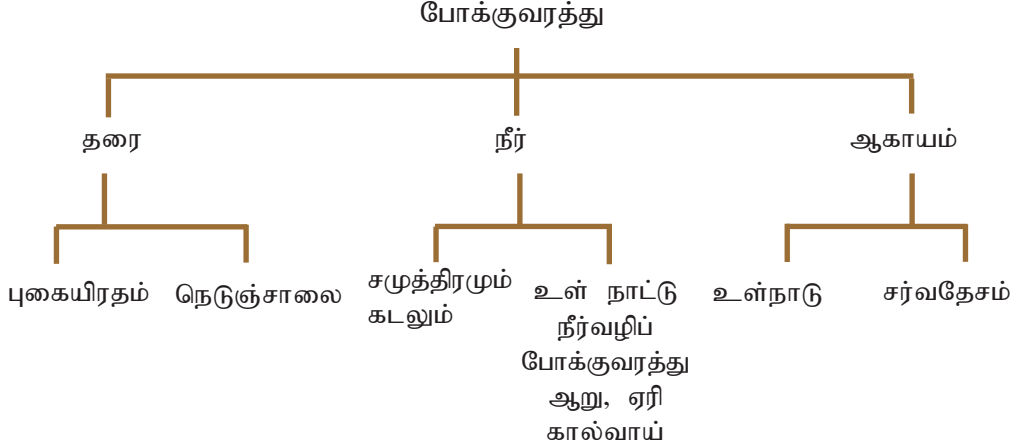 போக்குவரத்து
தரை
நீர்
ஆகாயம்
புகையிரதம்
நெடுஞ்சாலை
சமுத்திரமும்
கடலும்
உள் நாட்டு
நீர்வழிப்
போக்குவரத்து
ஆறு, ஏரி
கால்வாய்
உள்நாடு
சர்வதேசம்